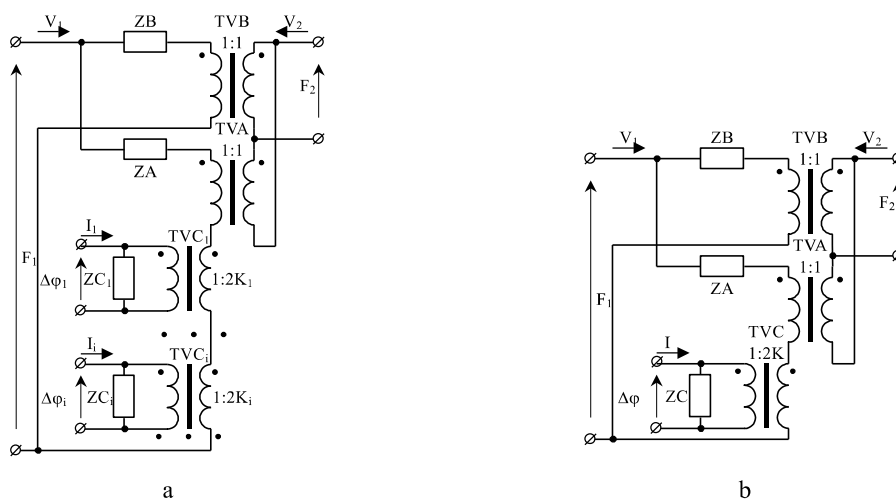 V₁ ZB TVB V₂
1:1
F₂
TVA
1:1
ZA
I₁ TVC₁
F₁ Δφ₁ ZC₁ 1:2K₁
Iᵢ TVCᵢ
Δφᵢ ZCᵢ 1:2Kᵢ
a
V₁ ZB TVB V₂
1:1
F₂
TVA
1:1
ZA
F₁
TVC
I 1:2K
Δφ ZC
b